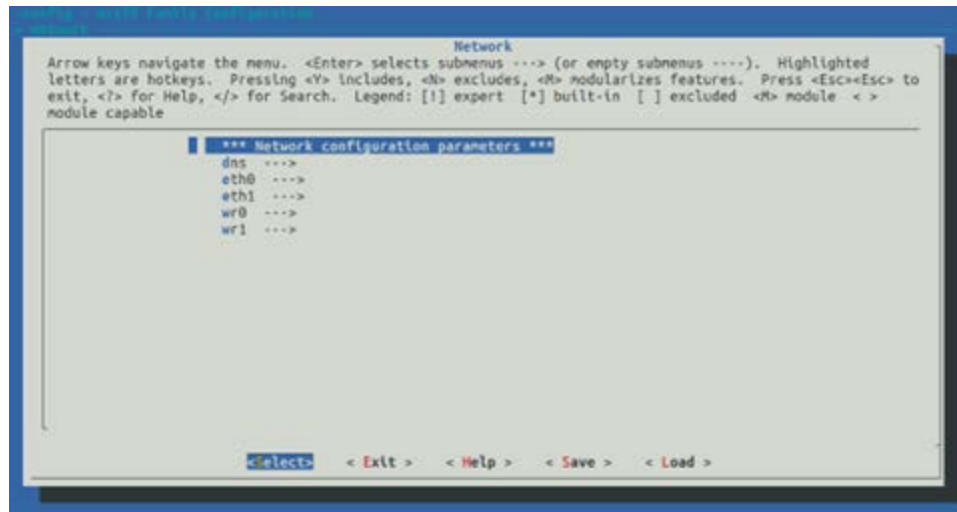 Network
Arrow keys navigate the menu.  <Enter> selects submenus ---> (or empty submenus ----).  Highlighted
letters are hotkeys.  Pressing <Y> includes, <N> excludes, <M> modularizes features.  Press <Esc><Esc> to
exit, <?> for Help, </> for Search.  Legend: [!] expert  [*] built-in  [ ] excluded  <M> module  < >
module capable
*** Network configuration parameters ***
dns  --->
eth0  --->
eth1  --->
wr0  --->
wr1  --->
<Select>    < Exit >    < Help >    < Save >    < Load >